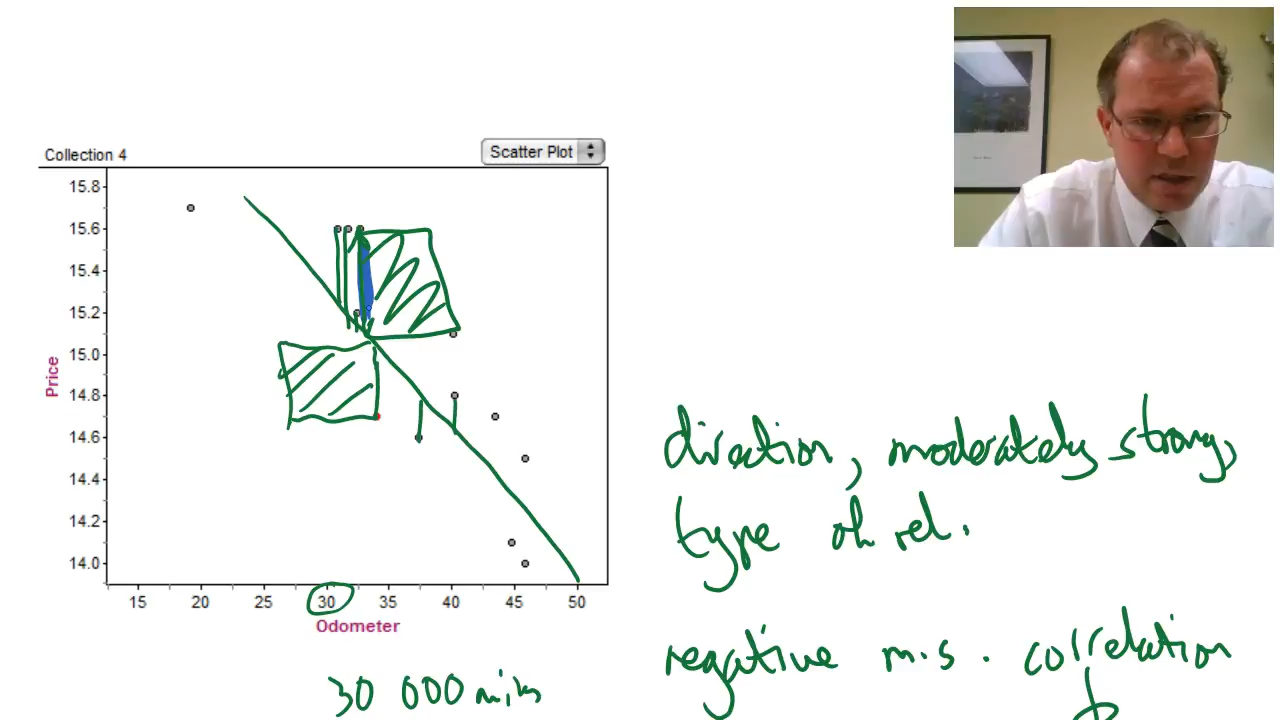 Collection 4
Scatter Plot
15.8
15.6
15.4
15.2
15.0
14.8
14.6
14.4
14.2
14.0
Price
15 20 25 30 35 40 45 50
Odometer
30 000 miles
direction, moderately strong,
type of rel.
negative m.s. correlation